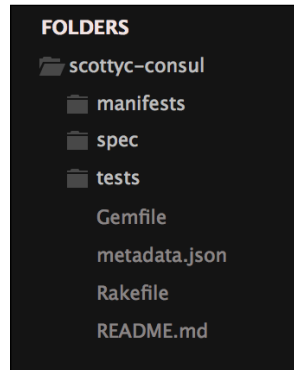 FOLDERS
scottyc-consul
manifests
spec
tests
Gemfile
metadata.json
Rakefile
README.md